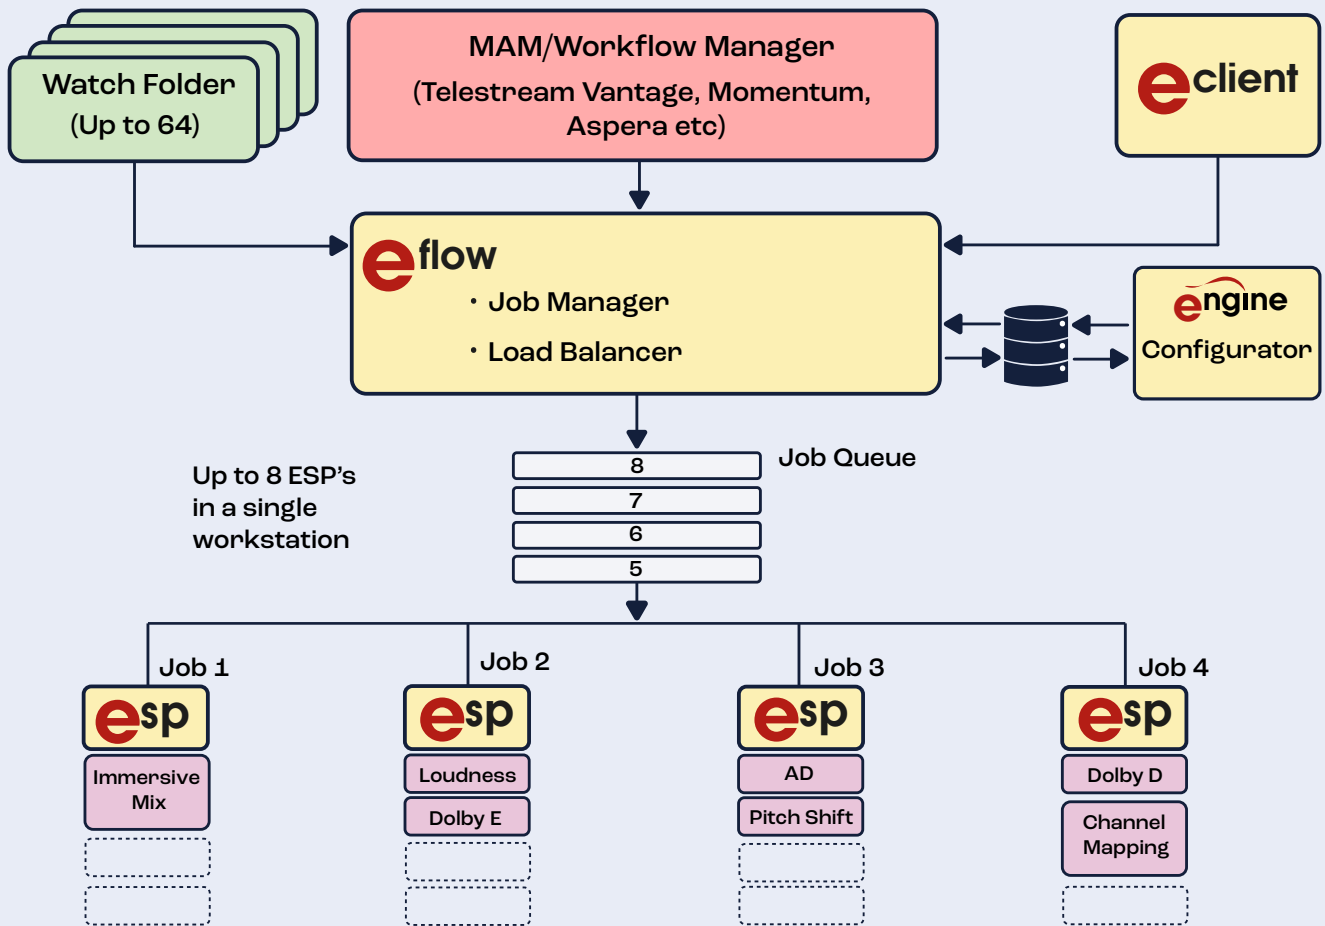 Watch Folder
(Up to 64)
MAM/Workflow Manager
(Telestream Vantage, Momentum,
Aspera etc)
eclient
eflow
• Job Manager
• Load Balancer
engine
Configurator
Up to 8 ESP's
in a single
workstation
Job Queue
8
7
6
5
Job 1
Job 2
Job 3
Job 4
esp
esp
esp
esp
Immersive
Mix
Loudness
Dolby E
AD
Pitch Shift
Dolby D
Channel
Mapping